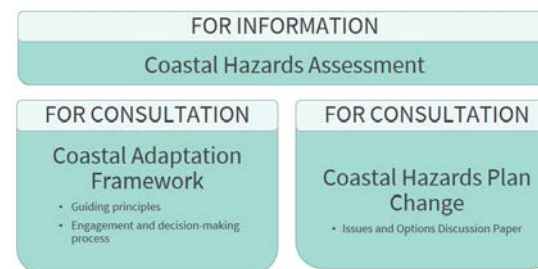 FOR INFORMATION
Coastal Hazards Assessment
FOR CONSULTATION
Coastal Adaptation
Framework
• Guiding principles
• Engagement and decision-making
process
FOR CONSULTATION
Coastal Hazards Plan
Change
• Issues and Options Discussion Paper